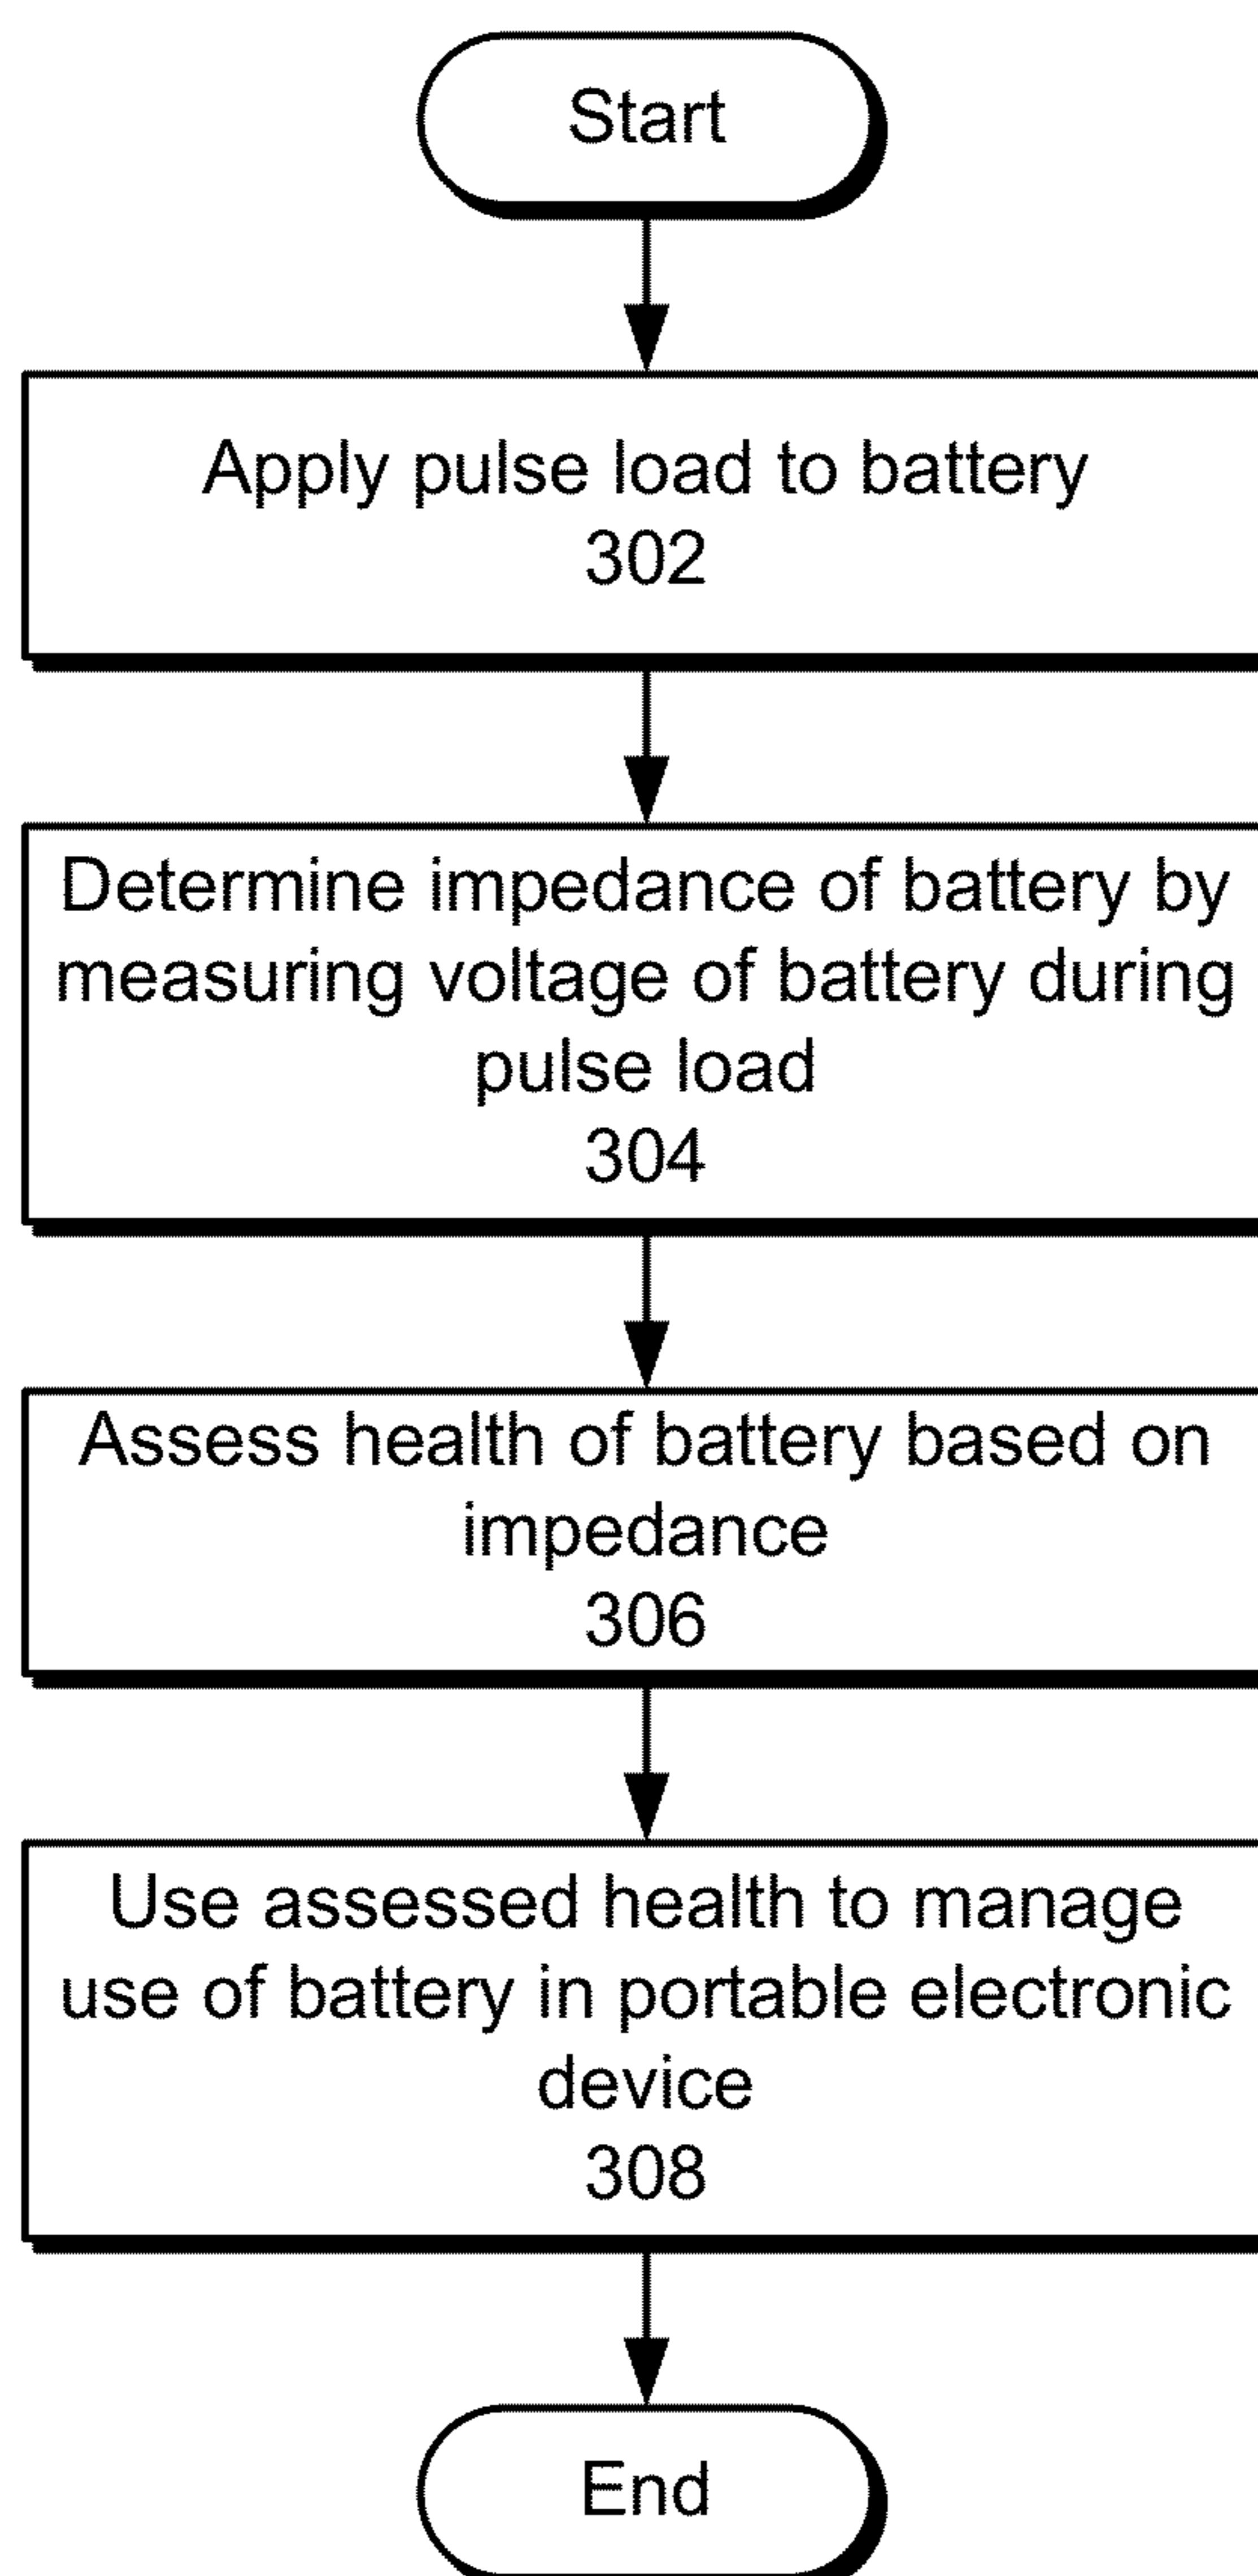 Start
Apply pulse load to battery
302
Determine impedance of battery by
measuring voltage of battery during
pulse load
304
Assess health of battery based on
impedance
306
Use assessed health to manage
use of battery in portable electronic
device
308
End